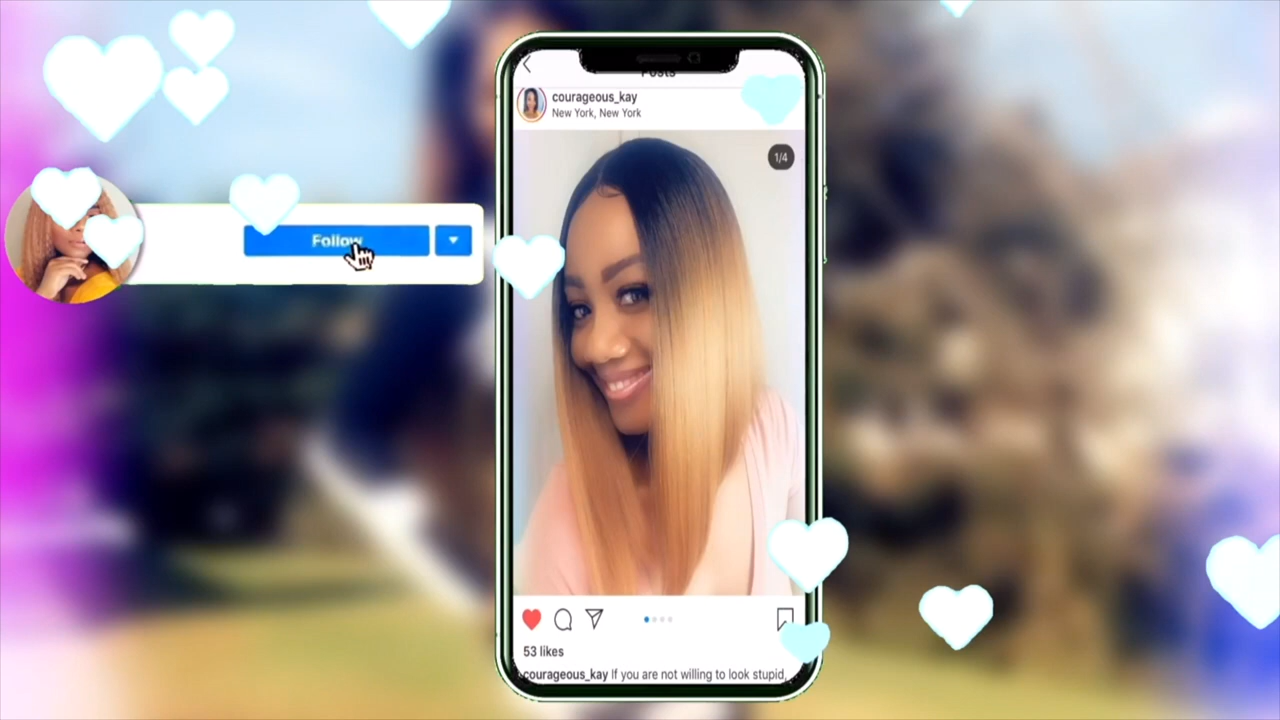 Posts
courageous_kay
New York, New York
1/4
Follow
53 likes
courageous_kay If you are not willing to look stupid,